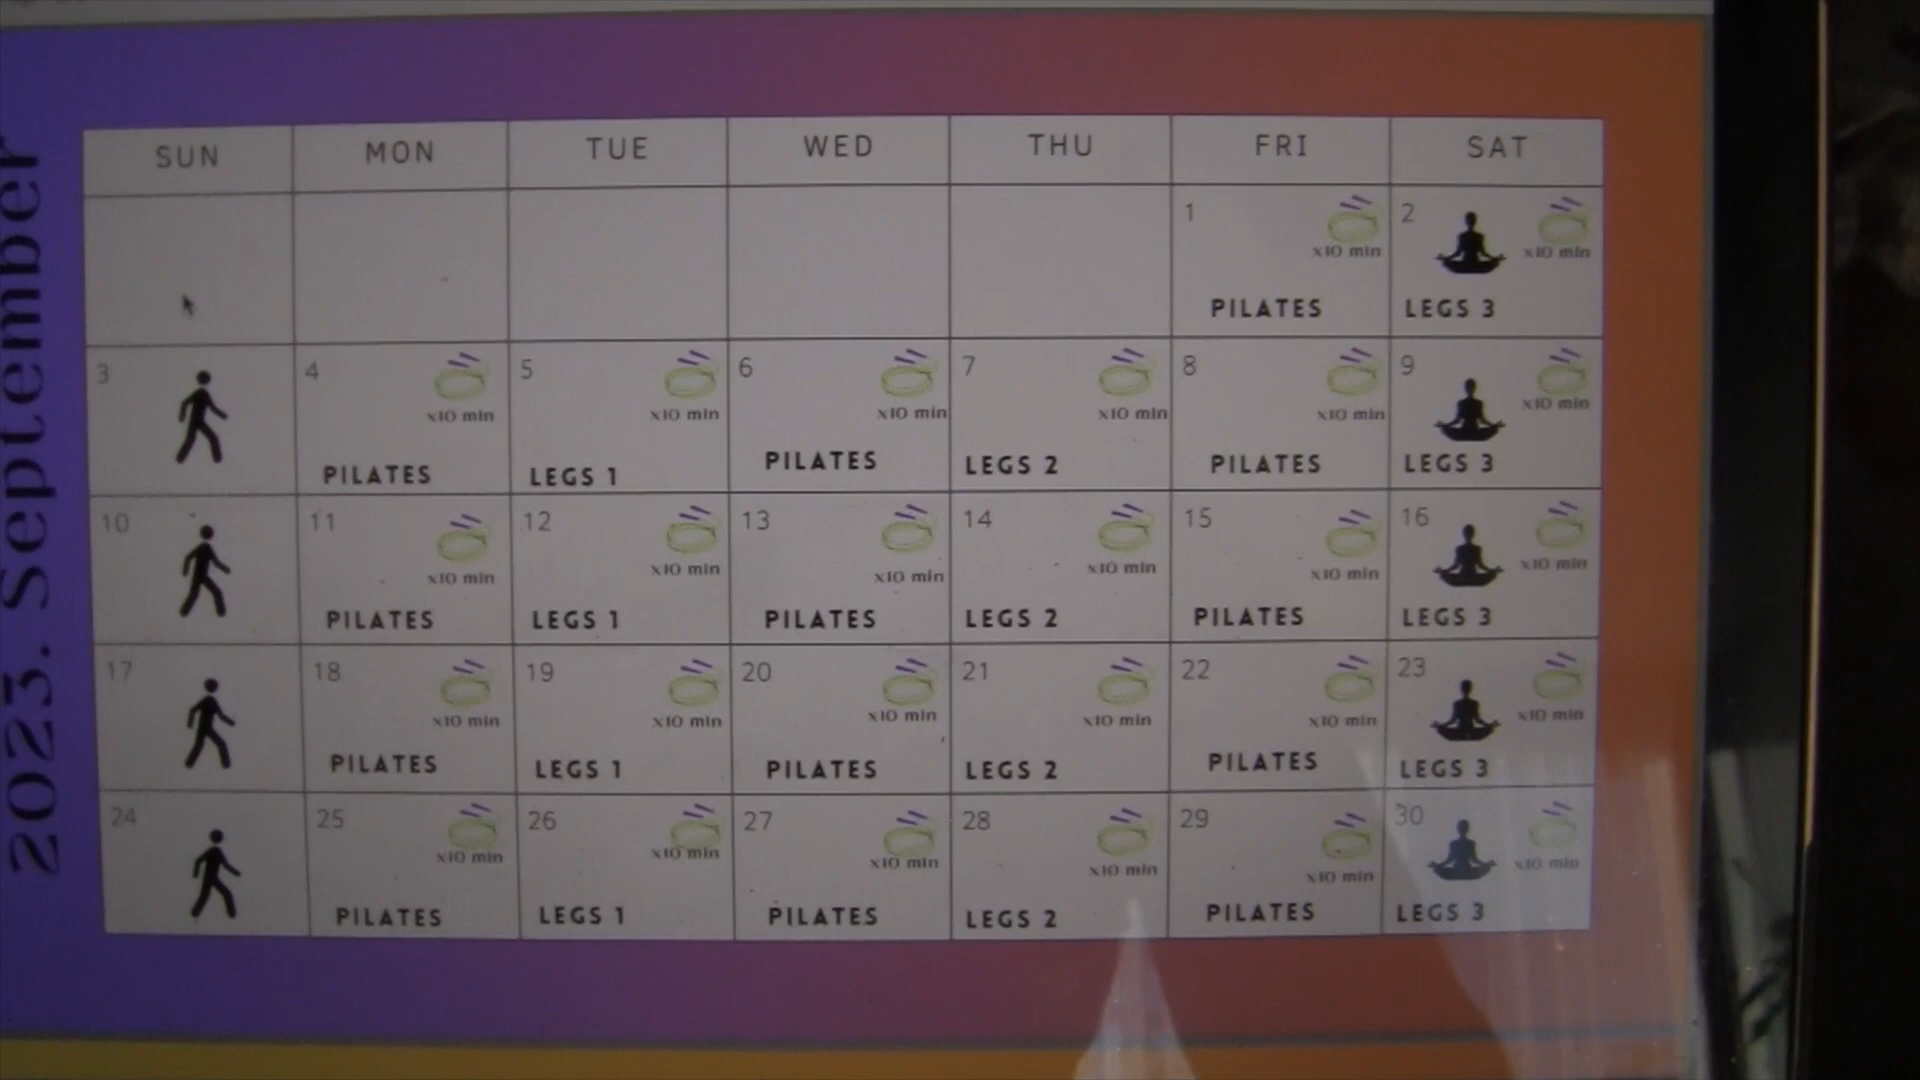 2023. September
SUN MON TUE WED THU FRI SAT
1 2
x10 min x10 min
PILATES LEGS 3
3 4 5 6 7 8 9
x10 min x10 min x10 min x10 min x10 min x10 min
PILATES LEGS 1 PILATES LEGS 2 PILATES LEGS 3
10 11 12 13 14 15 16
x10 min x10 min x10 min x10 min x10 min x10 min
PILATES LEGS 1 PILATES LEGS 2 PILATES LEGS 3
17 18 19 20 21 22 23
x10 min x10 min x10 min x10 min x10 min x10 min
PILATES LEGS 1 PILATES LEGS 2 PILATES LEGS 3
24 25 26 27 28 29 30
x10 min x10 min x10 min x10 min x10 min x10 min
PILATES LEGS 1 PILATES LEGS 2 PILATES LEGS 3